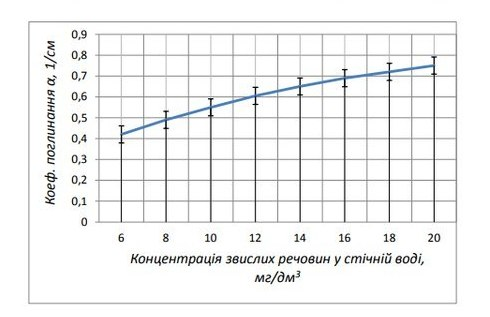 Коеф. поглинання α, 1/см
0,9
0,8
0,7
0,6
0,5
0,4
0,3
0,2
0,1
0
6 8 10 12 14 16 18 20
Концентрація звислих речовин у стічній воді,
мг/дм³